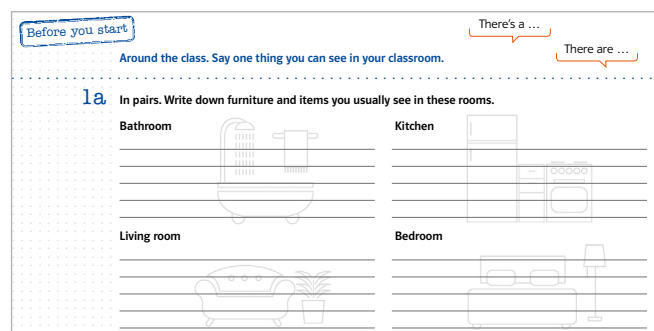 Before you start
There's a ...
There are ...
Around the class. Say one thing you can see in your classroom.
1a In pairs. Write down furniture and items you usually see in these rooms.
Bathroom
Kitchen
Living room
Bedroom